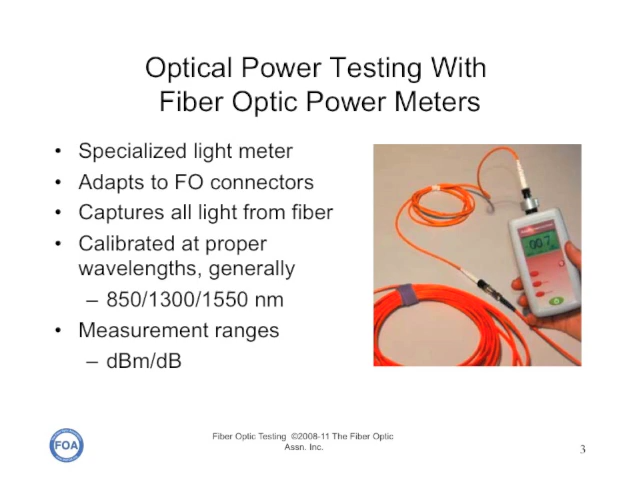 Optical Power Testing With
Fiber Optic Power Meters
• Specialized light meter
• Adapts to FO connectors
• Captures all light from fiber
• Calibrated at proper
wavelengths, generally
– 850/1300/1550 nm
• Measurement ranges
– dBm/dB
00.7
FOA
Fiber Optic Testing ©2008-11 The Fiber Optic
Assn. Inc.
3